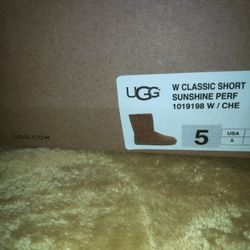 UGG
W CLASSIC SHORT
SUNSHINE PERF
1019198 W / CHE
5
USA
UGG.COM